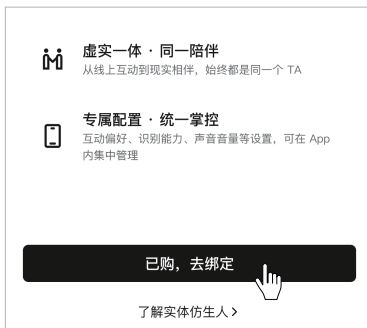 虚实一体 · 同一陪伴
从线上互动到现实相伴，始终都是同一个 TA
专属配置 · 统一掌控
互动偏好、识别能力、声音音量等设置，可在 App
内集中管理
已购，去绑定
了解实体仿生人 >